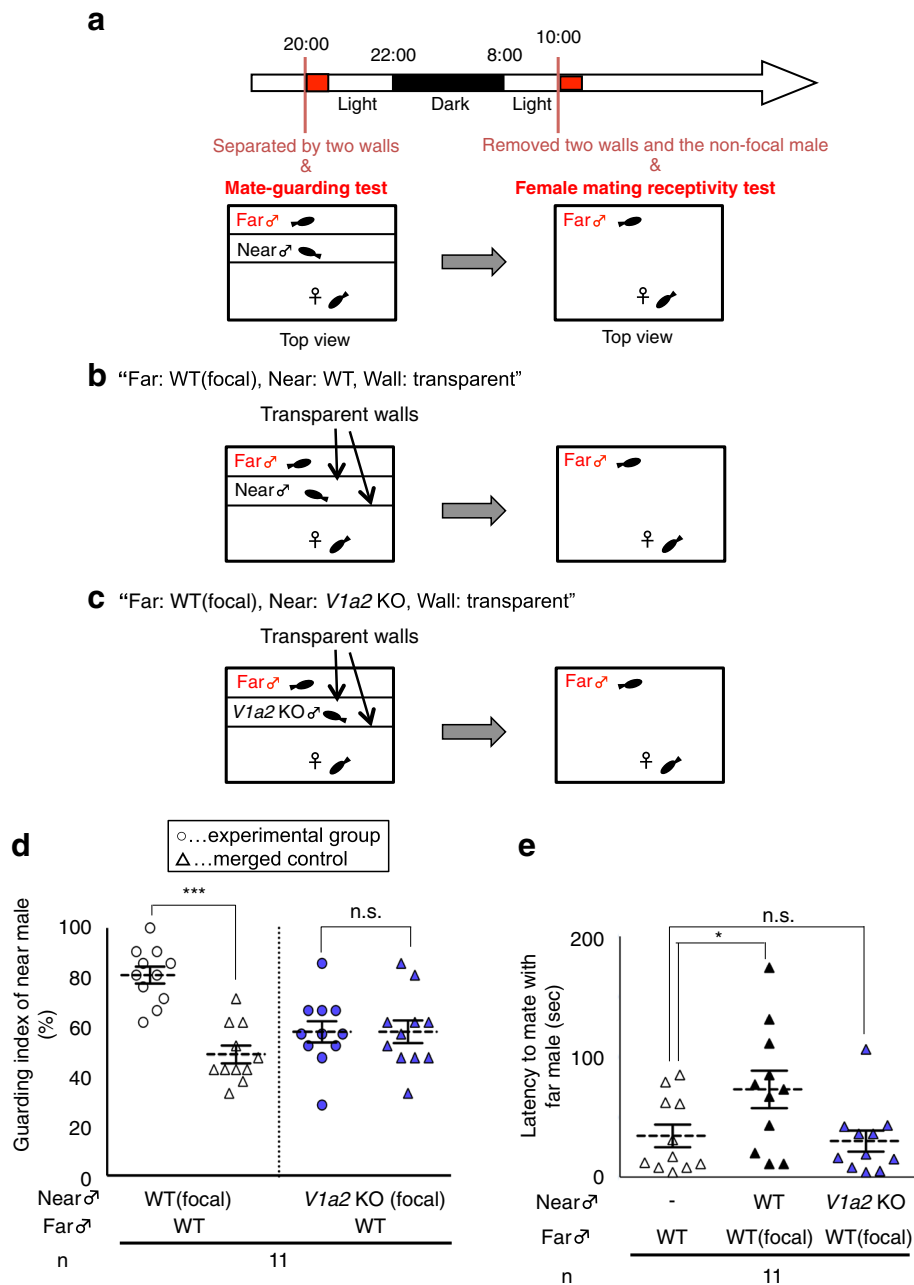 a
20:00 22:00 8:00 10:00
Light Dark Light
Separated by two walls
&
Mate-guarding test
Removed two walls and the non-focal male
&
Female mating receptivity test
Far♂
Near♂
♀
Top view
Far♂
♀
Top view
b “Far: WT(focal), Near: WT, Wall: transparent”
Transparent walls
Far♂
Near♂
♀
Far♂
♀
c “Far: WT(focal), Near: V1a2 KO, Wall: transparent”
Transparent walls
Far♂
V1a2 KO♂
♀
Far♂
♀
d
○...experimental group
△...merged control
Guarding index of near male
(%)
100
80
60
40
20
0
***
n.s.
Near♂ WT(focal) V1a2 KO (focal)
Far♂ WT WT
n 11
e
Latency to mate with
far male (sec)
200
100
0
n.s.
*
Near♂ - WT V1a2 KO
Far♂ WT WT(focal) WT(focal)
n 11